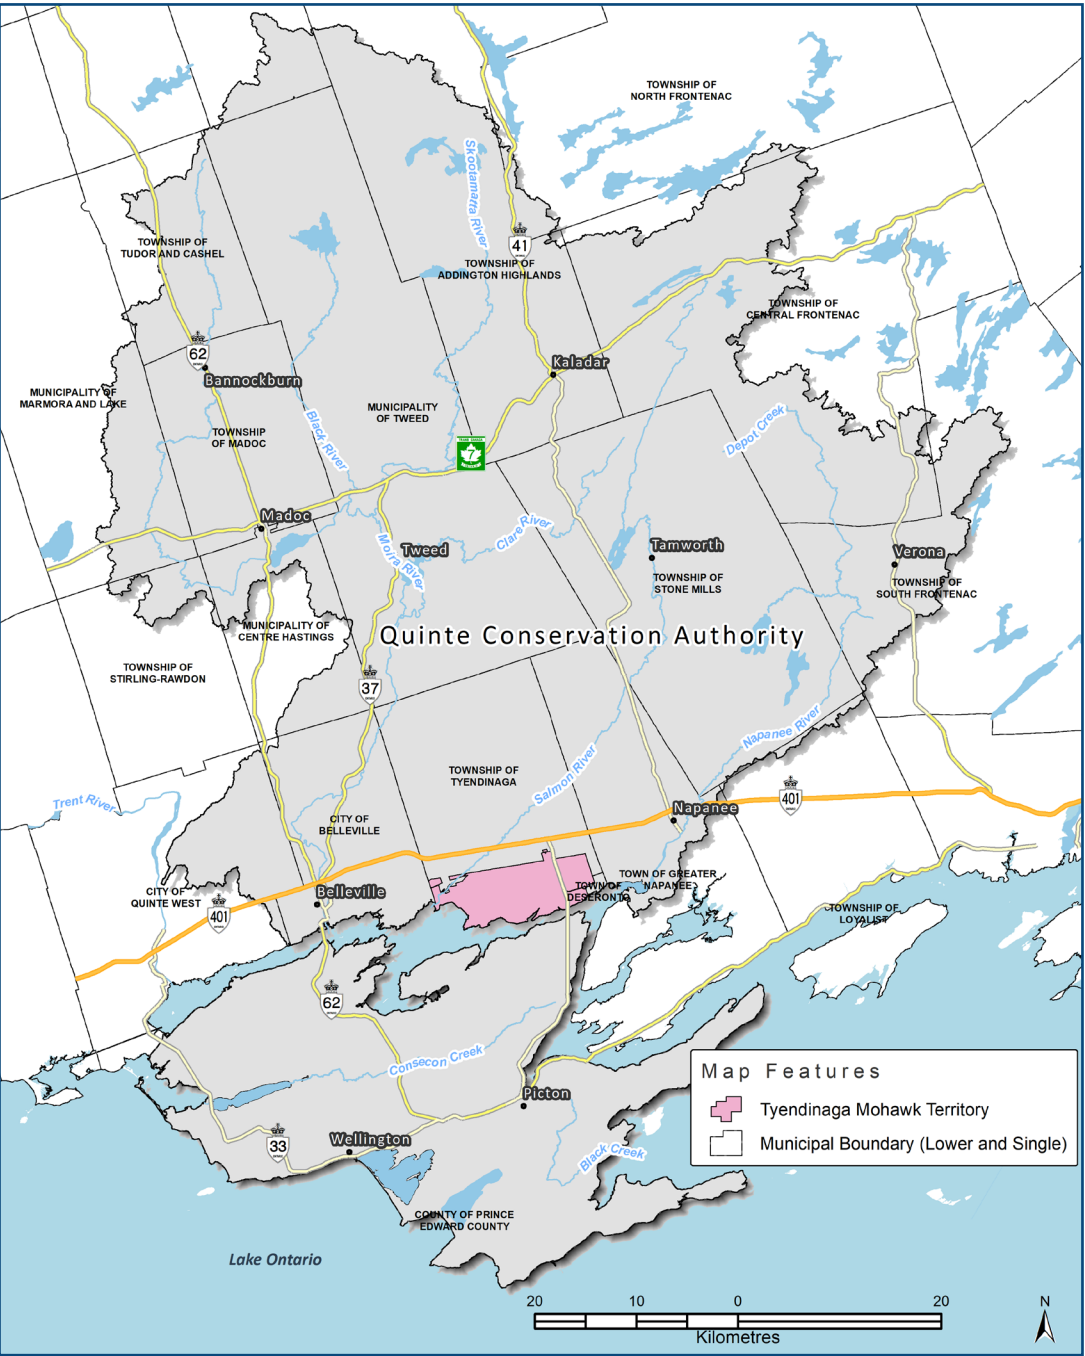 TOWNSHIP OF
NORTH FRONTENAC
Skootamatta River
TOWNSHIP OF
TUDOR AND CASHEL
41
TOWNSHIP OF
ADDINGTON HIGHLANDS
TOWNSHIP OF
CENTRAL FRONTENAC
62
Bannockburn
Kaladar
MUNICIPALITY OF
MARMORA AND LAKE
TOWNSHIP
OF MADOC
Black River
MUNICIPALITY
OF TWEED
Depot Creek
TRANS CANADA
7
Madoc
Clare River
Moira River
Tweed
Tamworth
Verona
TOWNSHIP OF
STONE MILLS
TOWNSHIP OF
SOUTH FRONTENAC
MUNICIPALITY OF
CENTRE HASTINGS
Quinte Conservation Authority
TOWNSHIP OF
STIRLING-RAWDON
37
Napanee River
Salmon River
TOWNSHIP OF
TYENDINAGA
Trent River
401
Napanee
CITY OF
BELLEVILLE
Belleville
CITY OF
QUINTE WEST
401
TOWN OF GREATER
NAPANEE
TOWN OF
DESERONTO
TOWNSHIP OF
LOYALIST
62
Consecon Creek
Picton
Wellington
33
Black Creek
COUNTY OF PRINCE
EDWARD COUNTY
Lake Ontario
Map Features
Tyendinaga Mohawk Territory
Municipal Boundary (Lower and Single)
20 10 0 20
Kilometres
N